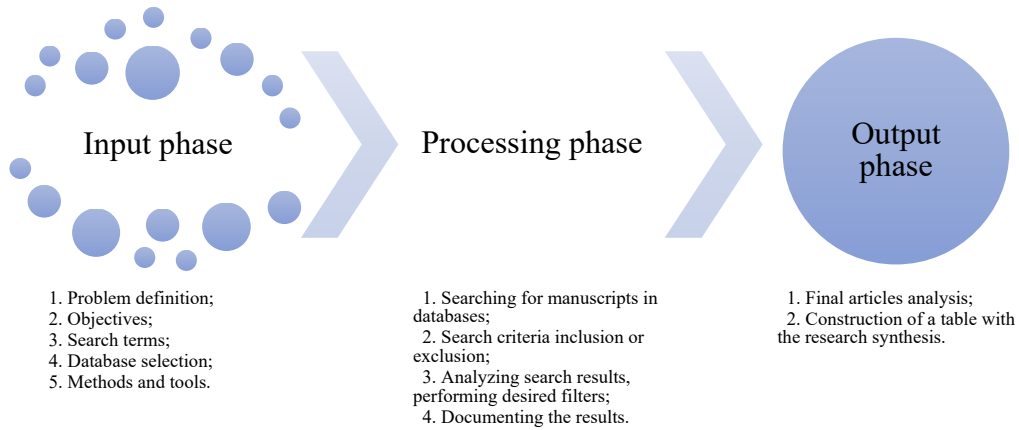 Input phase
Processing phase
Output
phase
1. Problem definition;
2. Objectives;
3. Search terms;
4. Database selection;
5. Methods and tools.
1. Searching for manuscripts in
databases;
2. Search criteria inclusion or
exclusion;
3. Analyzing search results,
performing desired filters;
4. Documenting the results.
1. Final articles analysis;
2. Construction of a table with
the research synthesis.